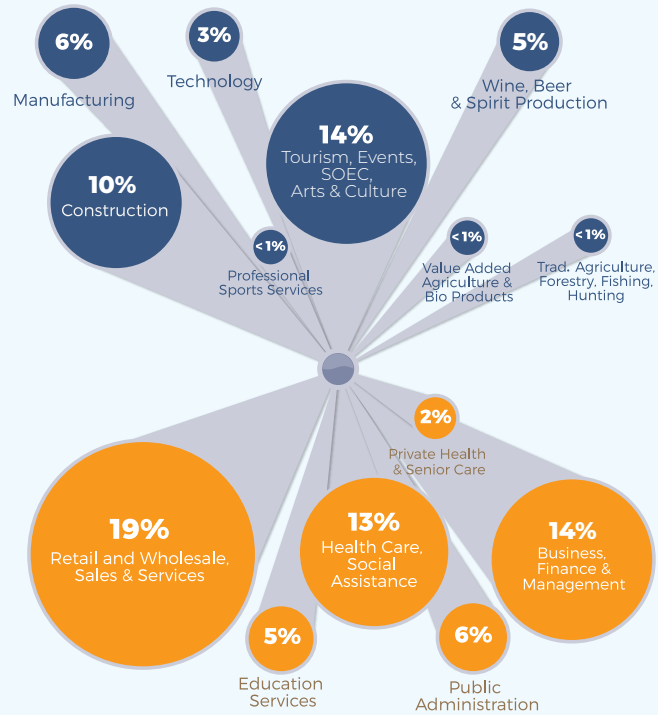 6%
Manufacturing
3%
Technology
5%
Wine, Beer
& Spirit Production
14%
Tourism, Events,
SOEC,
Arts & Culture
10%
Construction
<1%
Professional
Sports Services
<1%
Value Added
Agriculture &
Bio Products
<1%
Trad. Agriculture,
Forestry, Fishing,
Hunting
2%
Private Health
& Senior Care
19%
Retail and Wholesale,
Sales & Services
13%
Health Care,
Social
Assistance
14%
Business,
Finance &
Management
5%
Education
Services
6%
Public
Administration